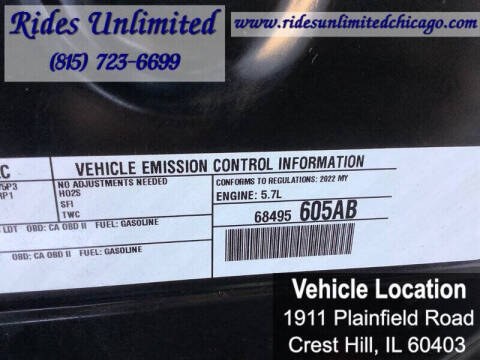 Rides Unlimited
(815) 723-6699
www.ridesunlimitedchicago.com
VEHICLE EMISSION CONTROL INFORMATION
NO ADJUSTMENTS NEEDED
HO2S
SFI
TWC
CONFORMS TO REGULATIONS: 2022 MY
ENGINE: 5.7L
68495 605AB
LDT OBD: CA OBD II FUEL: GASOLINE
OBD: CA OBD II FUEL: GASOLINE
Vehicle Location
1911 Plainfield Road
Crest Hill, IL 60403